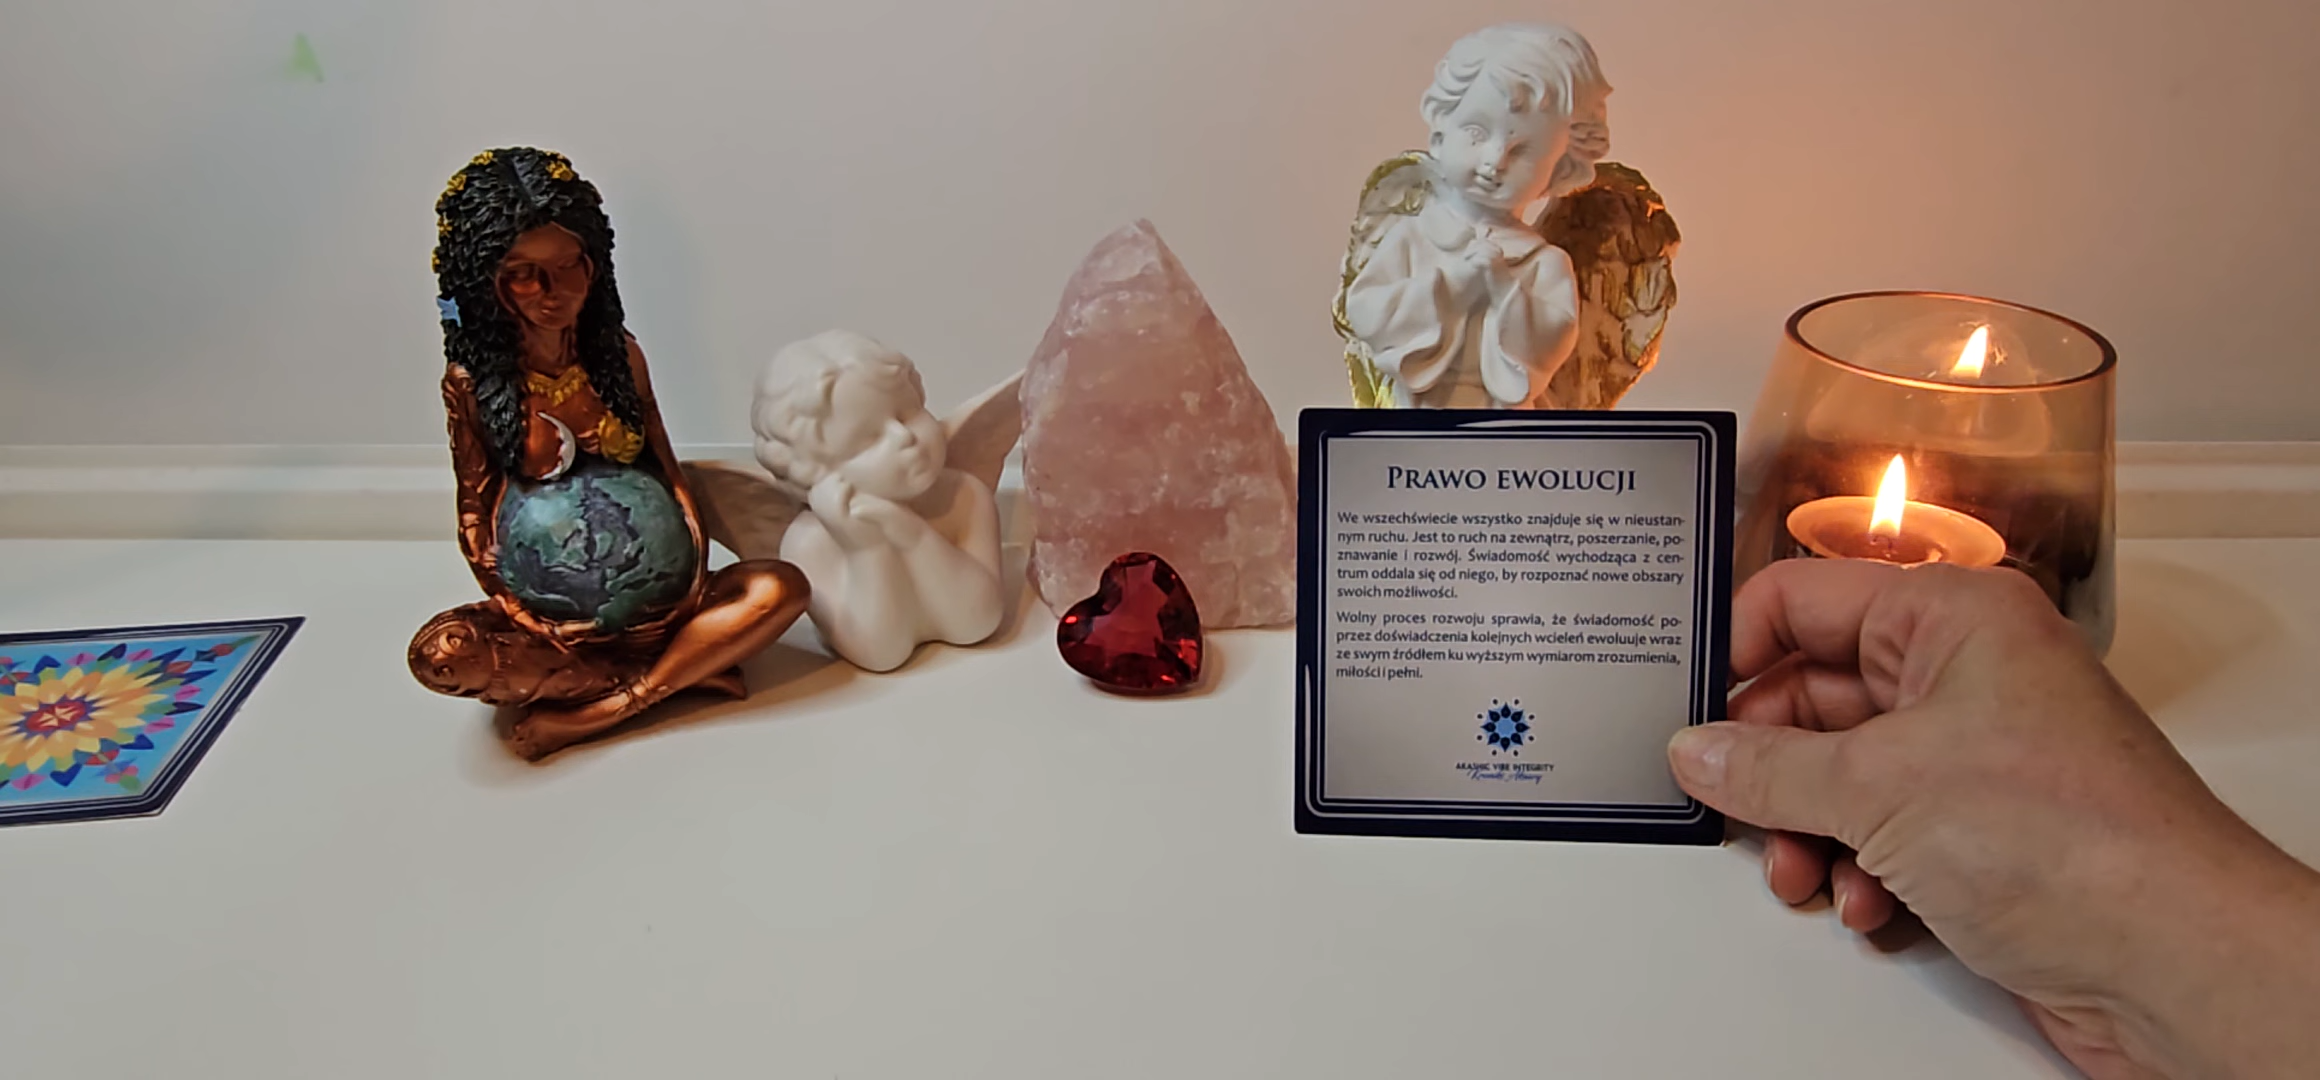 Prawo ewolucji
We wszechświecie wszystko znajduje się w nieustan-
nym ruchu. Jest to ruch na zewnątrz, poszerzanie, po-
znawanie i rozwój. Świadomość wychodząca z cen-
trum oddala się od niego, by rozpoznać nowe obszary
swoich możliwości.
Wolny proces rozwoju sprawia, że świadomość po-
przez doświadczenia kolejnych wcieleń ewoluuje wraz
ze swym źródłem ku wyższym wymiarom zrozumienia,
miłości i pełni.
AKASHIC VIBE INTEGRITY